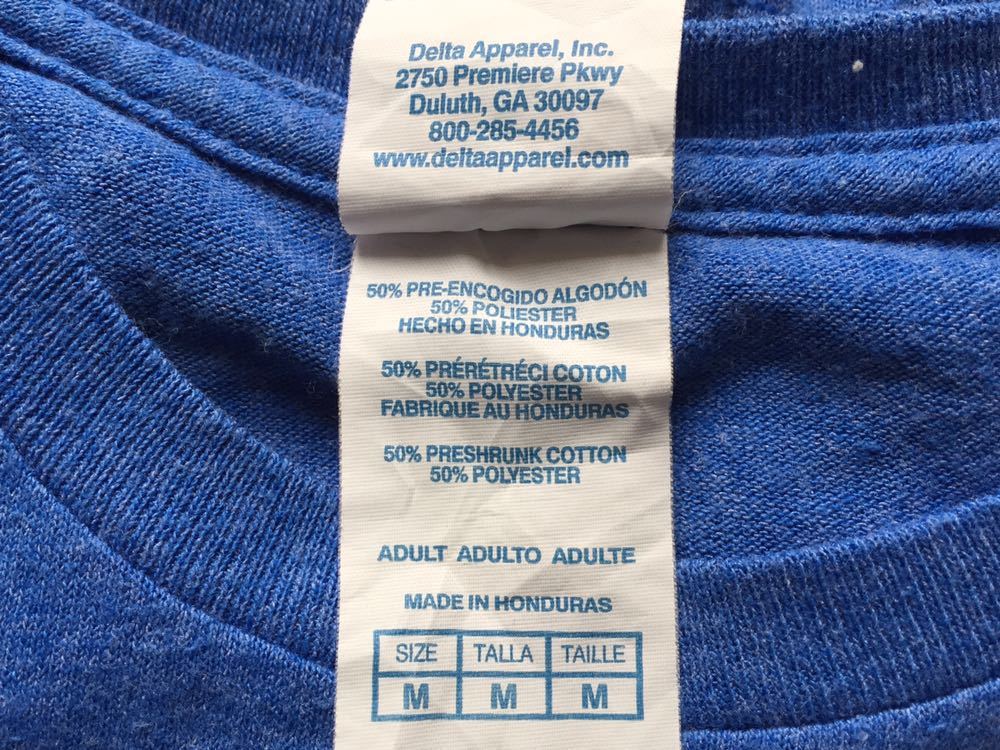 Delta Apparel, Inc.
2750 Premiere Pkwy
Duluth, GA 30097
800-285-4456
www.deltaapparel.com
50% PRE-ENCOGIDO ALGODÓN
50% POLIESTER
HECHO EN HONDURAS
50% PRÉRÉTRÉCI COTON
50% POLYESTER
FABRIQUE AU HONDURAS
50% PRESHRUNK COTTON
50% POLYESTER
ADULT ADULTO ADULTE
MADE IN HONDURAS
SIZE TALLA TAILLE
M M M